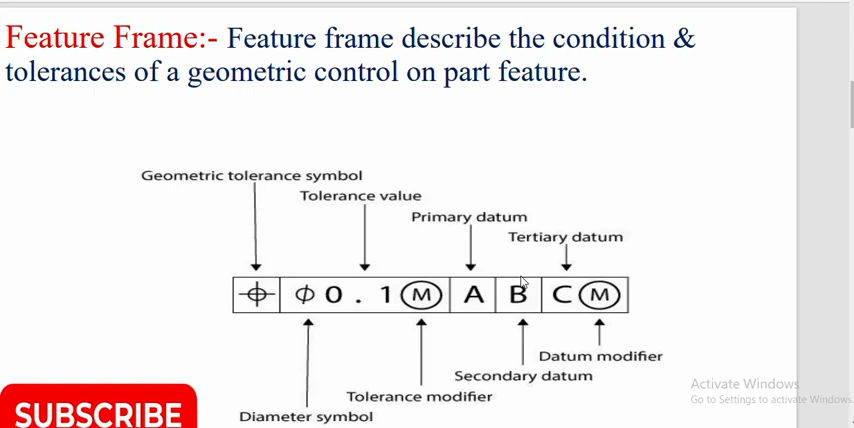 Feature Frame:- Feature frame describe the condition &
tolerances of a geometric control on part feature.
Geometric tolerance symbol
Tolerance value
Primary datum
Tertiary datum
⌖ ϕ 0 . 1 Ⓜ A B C Ⓜ
Datum modifier
Secondary datum
Tolerance modifier
Diameter symbol
Activate Windows
Go to Settings to activate Windows.
SUBSCRIBE